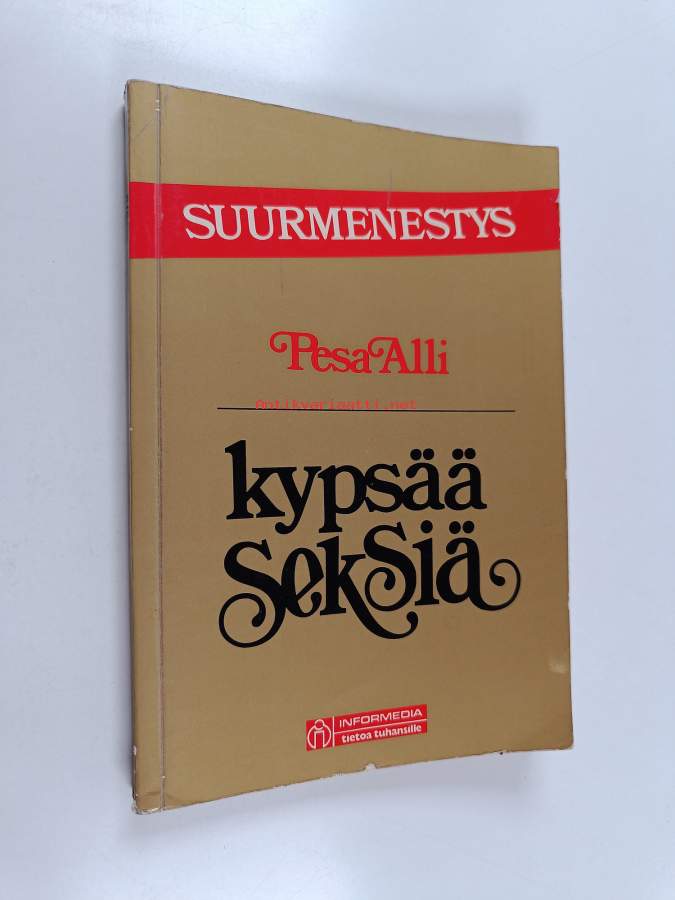 SUURMENESTYS
Pesa Alli
Antikvariaatti.net
kypsää
seksiä
INFORMEDIA
tietoa tuhansille